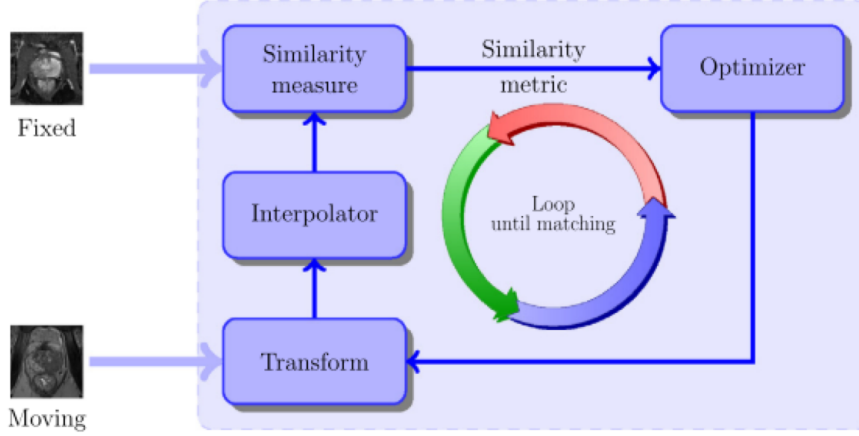 Fixed
Similarity
measure
Similarity
metric
Optimizer
Interpolator
Loop
until matching
Transform
Moving